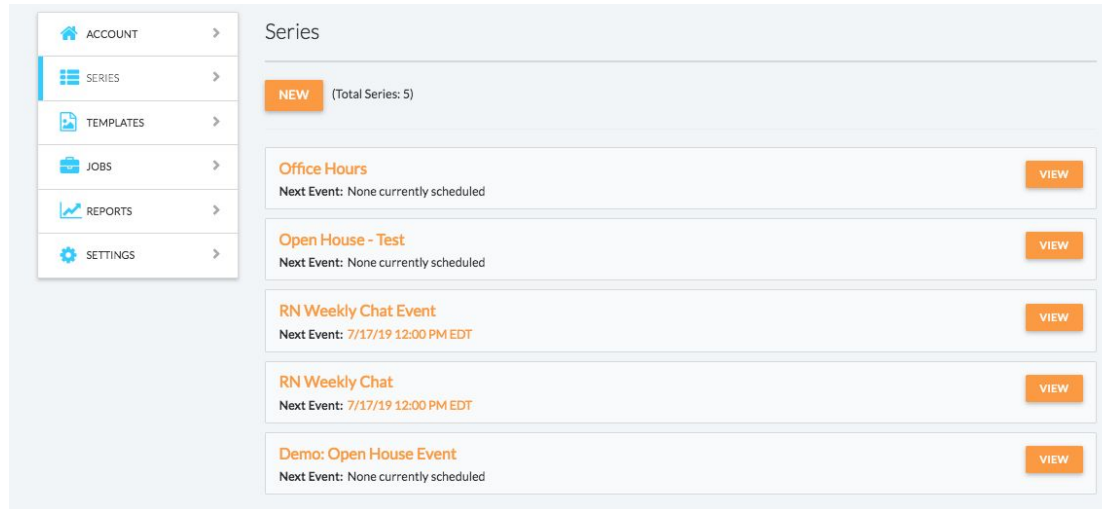 ACCOUNT
SERIES
TEMPLATES
JOBS
REPORTS
SETTINGS
Series
NEW (Total Series: 5)
Office Hours
Next Event: None currently scheduled
VIEW
Open House - Test
Next Event: None currently scheduled
VIEW
RN Weekly Chat Event
Next Event: 7/17/19 12:00 PM EDT
VIEW
RN Weekly Chat
Next Event: 7/17/19 12:00 PM EDT
VIEW
Demo: Open House Event
Next Event: None currently scheduled
VIEW